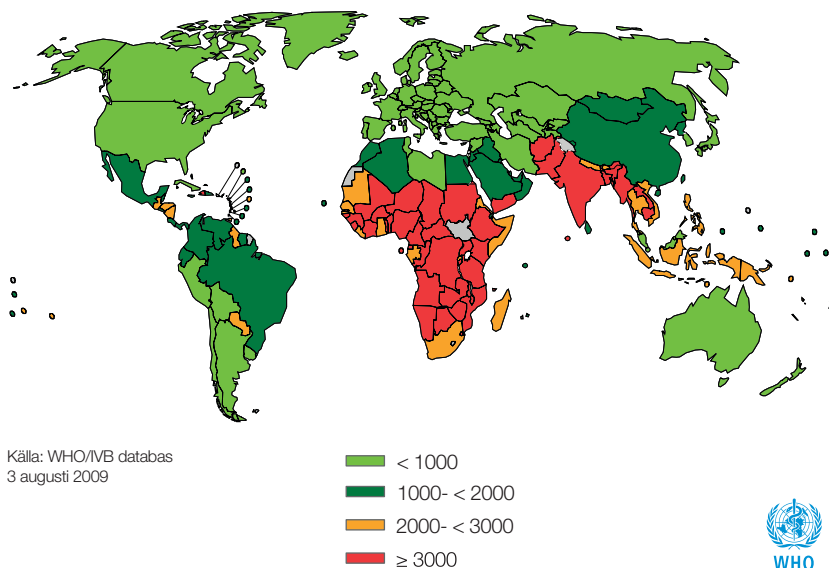 Källa: WHO/IVB databas
3 augusti 2009
< 1000
1000- < 2000
2000- < 3000
≥ 3000
WHO